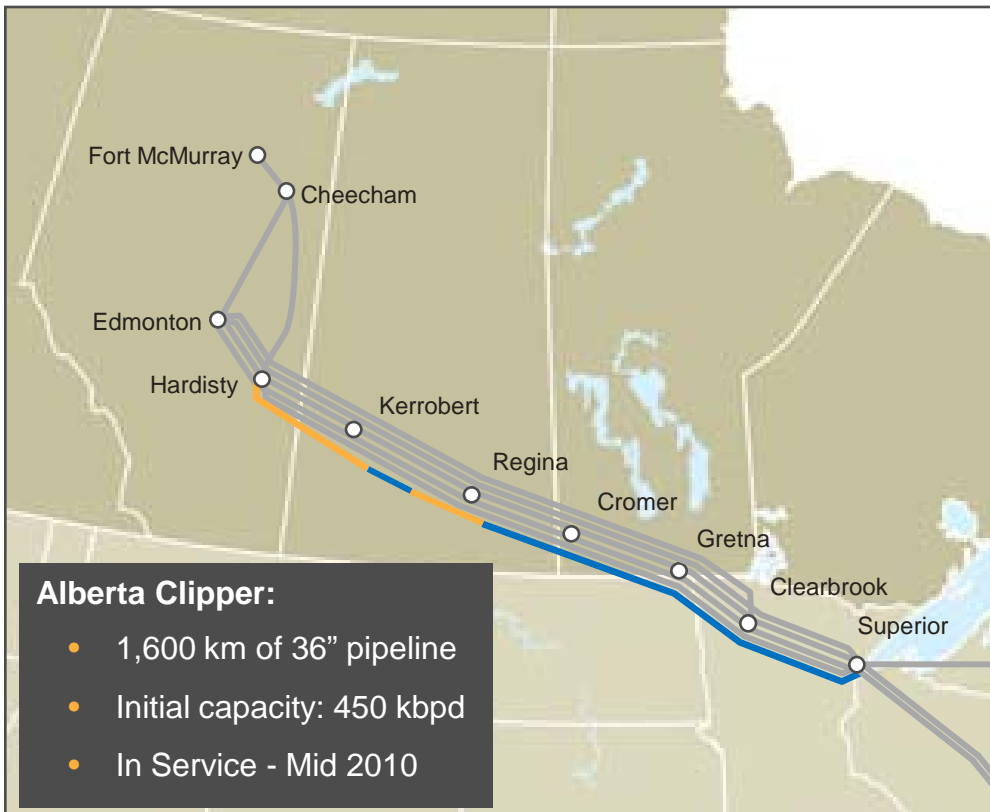 Fort McMurray
Cheecham
Edmonton
Hardisty
Kerrobert
Regina
Cromer
Gretna
Clearbrook
Superior
Alberta Clipper:
• 1,600 km of 36” pipeline
• Initial capacity: 450 kbpd
• In Service - Mid 2010